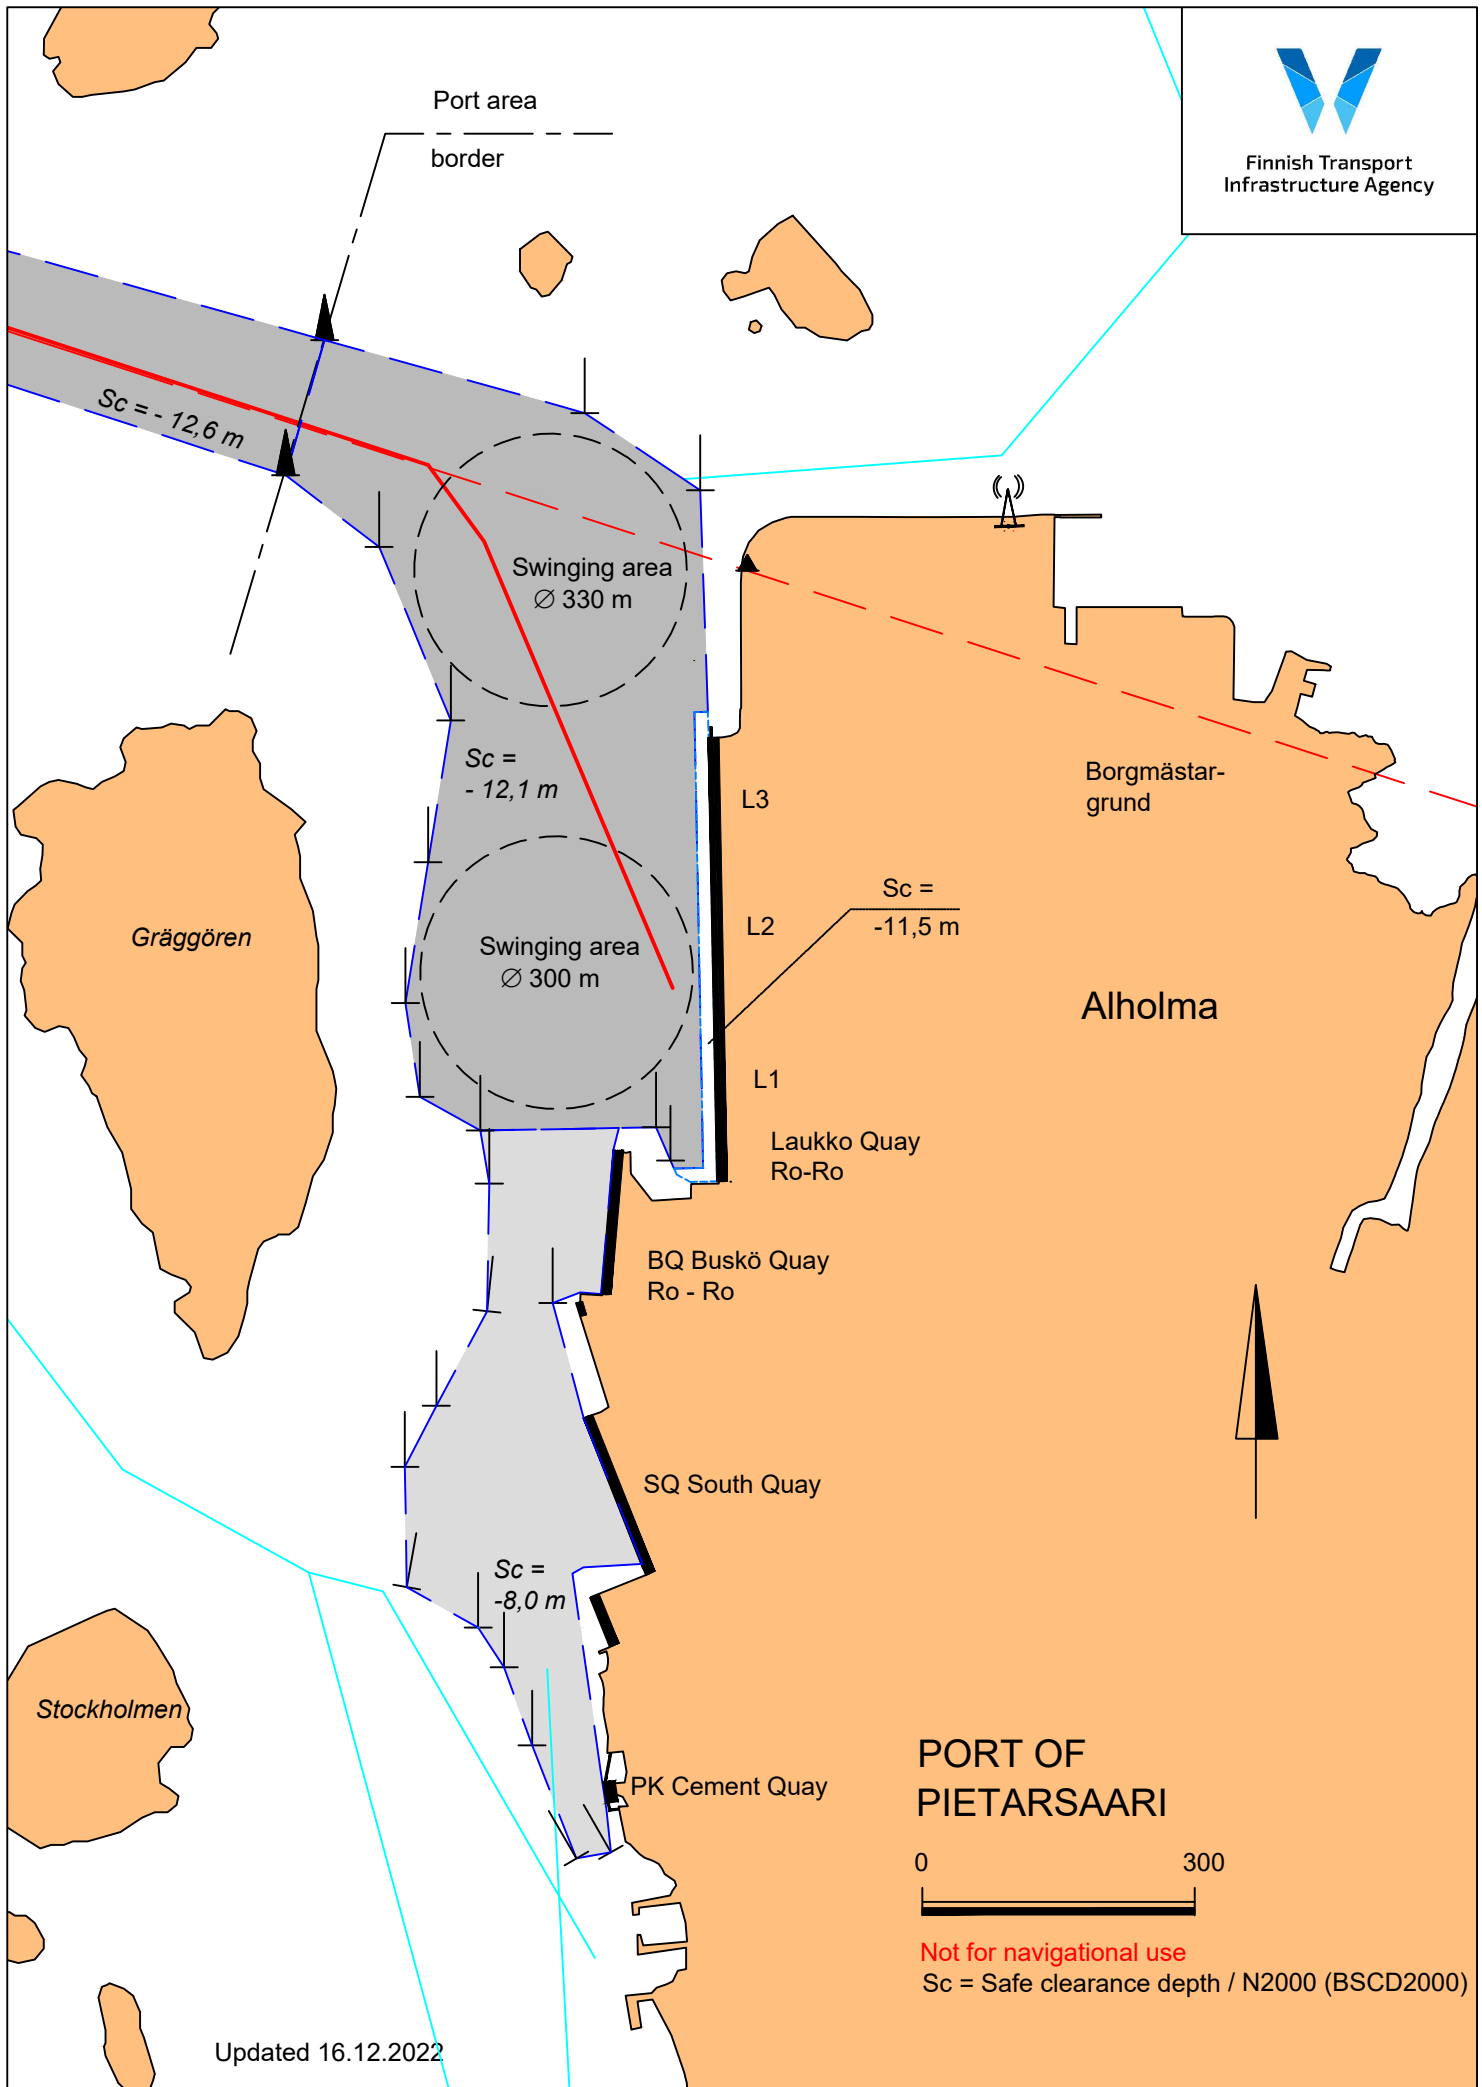 Port area
border
Finnish Transport
Infrastructure Agency
Sc = - 12,6 m
Swinging area
∅ 330 m
Sc =
- 12,1 m
L3
Borgmästar-
grund
Sc =
-11,5 m
L2
Gräggören
Swinging area
∅ 300 m
Alholma
L1
Laukko Quay
Ro-Ro
BQ Buskö Quay
Ro - Ro
SQ South Quay
Sc =
-8,0 m
Stockholmen
PK Cement Quay
PORT OF
PIETARSAARI
0 300
Not for navigational use
Sc = Safe clearance depth / N2000 (BSCD2000)
Updated 16.12.2022